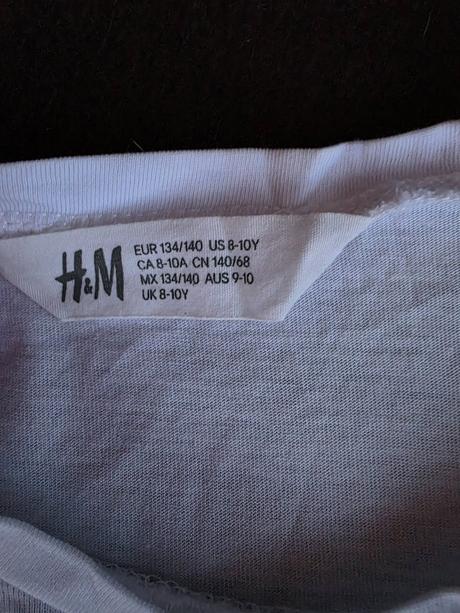 H&M
EUR 134/140 US 8-10Y
CA 8-10A CN 140/68
MX 134/140 AUS 9-10
UK 8-10Y